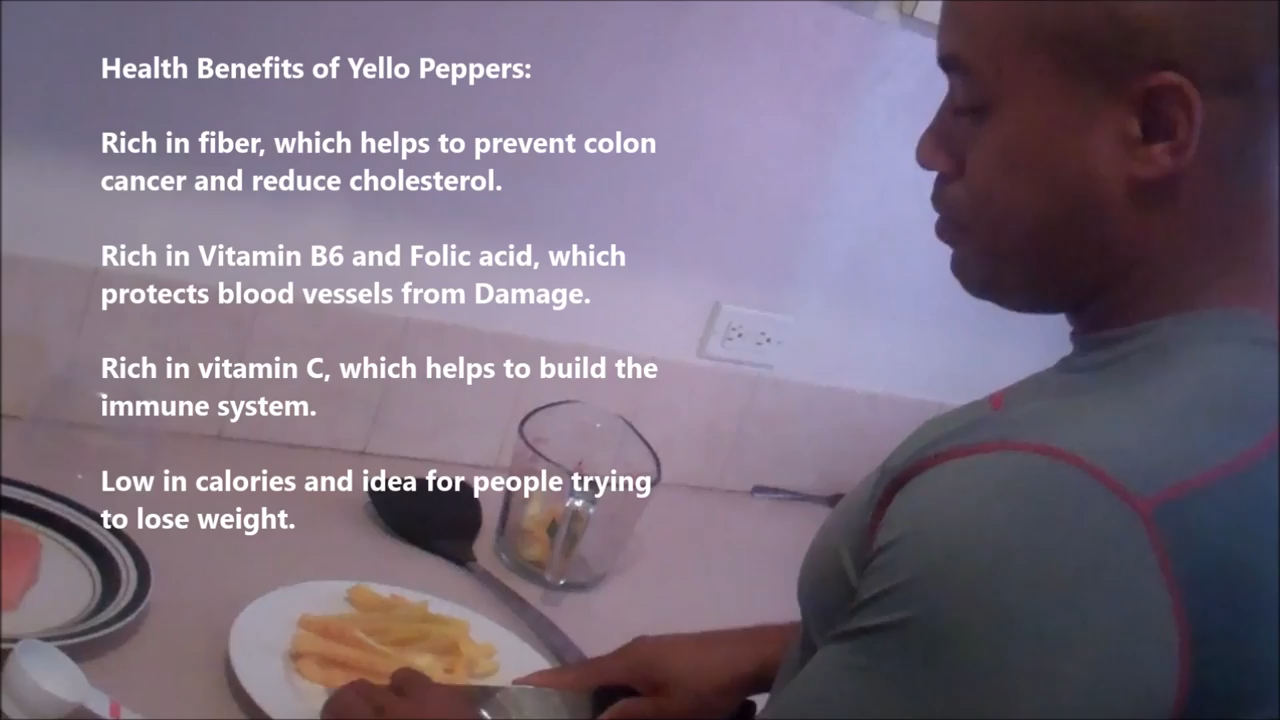 Health Benefits of Yello Peppers:
Rich in fiber, which helps to prevent colon
cancer and reduce cholesterol.
Rich in Vitamin B6 and Folic acid, which
protects blood vessels from Damage.
Rich in vitamin C, which helps to build the
immune system.
Low in calories and idea for people trying
to lose weight.